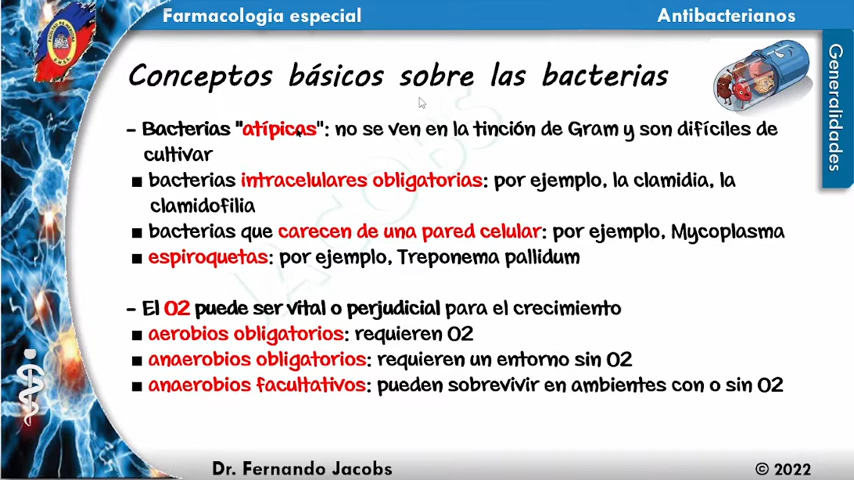 Farmacologia especial
Antibacterianos
Conceptos básicos sobre las bacterias
Generalidades
- Bacterias "atípicas": no se ven en la tinción de Gram y son difíciles de
cultivar
■ bacterias intracelulares obligatorias: por ejemplo, la clamidia, la
clamidofilia
■ bacterias que carecen de una pared celular: por ejemplo, Mycoplasma
■ espiroquetas: por ejemplo, Treponema pallidum
- El O2 puede ser vital o perjudicial para el crecimiento
■ aerobios obligatorios: requieren O2
■ anaerobios obligatorios: requieren un entorno sin O2
■ anaerobios facultativos: pueden sobrevivir en ambientes con o sin O2
JACOBS
Dr. Fernando Jacobs
© 2022